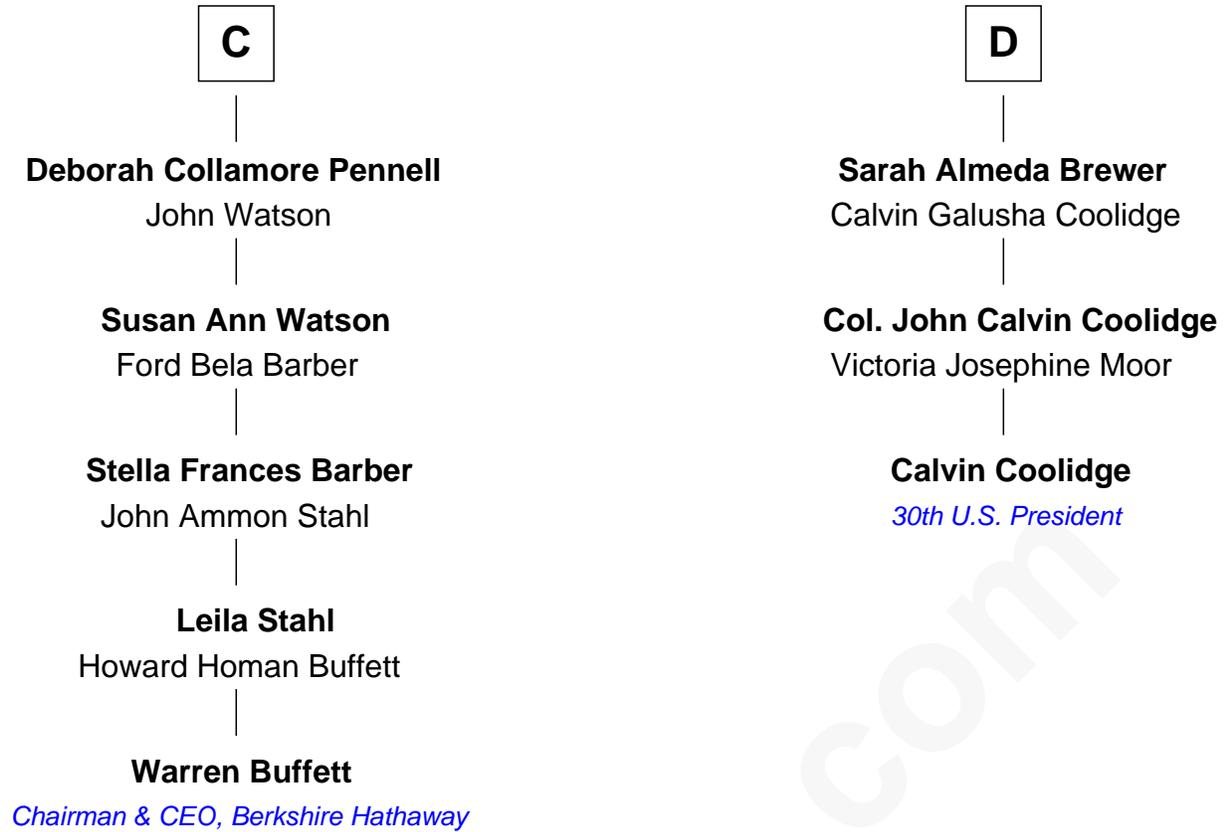 C
Deborah Collamore Pennell
John Watson
Susan Ann Watson
Ford Bela Barber
Stella Frances Barber
John Ammon Stahl
Leila Stahl
Howard Homan Buffett
Warren Buffett
Chairman & CEO, Berkshire Hathaway
D
Sarah Almeda Brewer
Calvin Galusha Coolidge
Col. John Calvin Coolidge
Victoria Josephine Moor
Calvin Coolidge
30th U.S. President
com